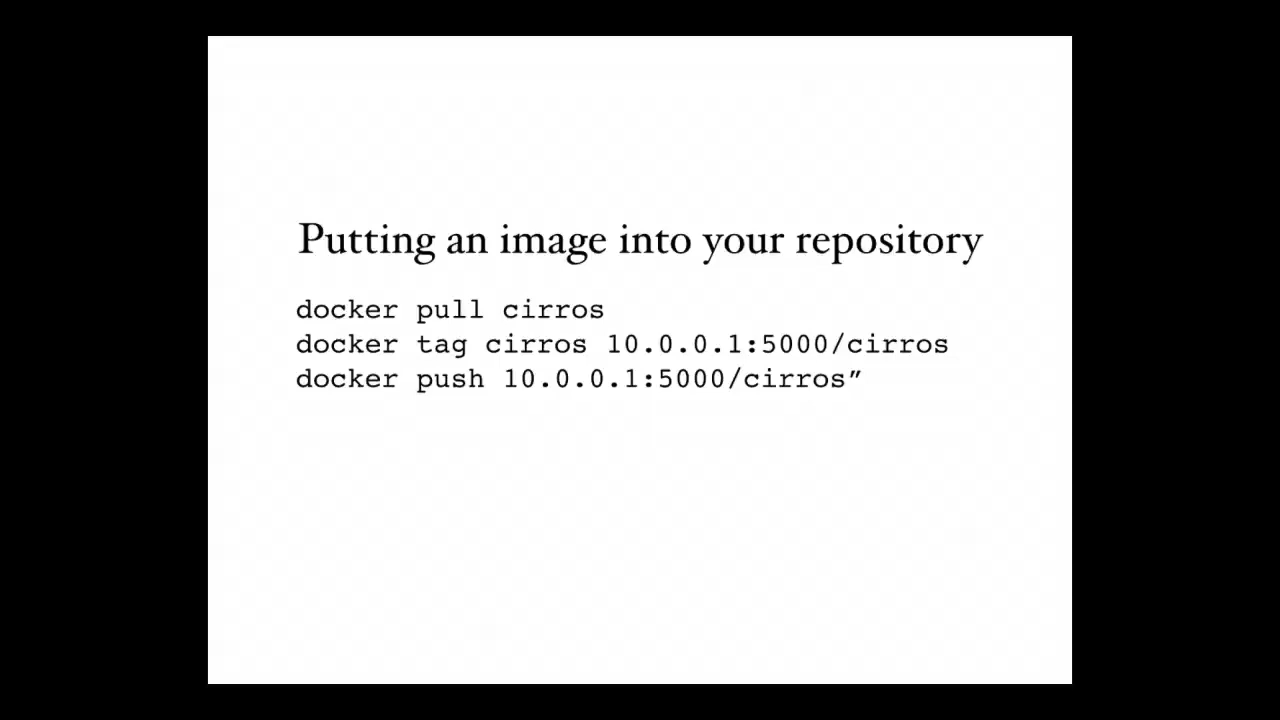 Putting an image into your repository
docker pull cirros
docker tag cirros 10.0.0.1:5000/cirros
docker push 10.0.0.1:5000/cirros”